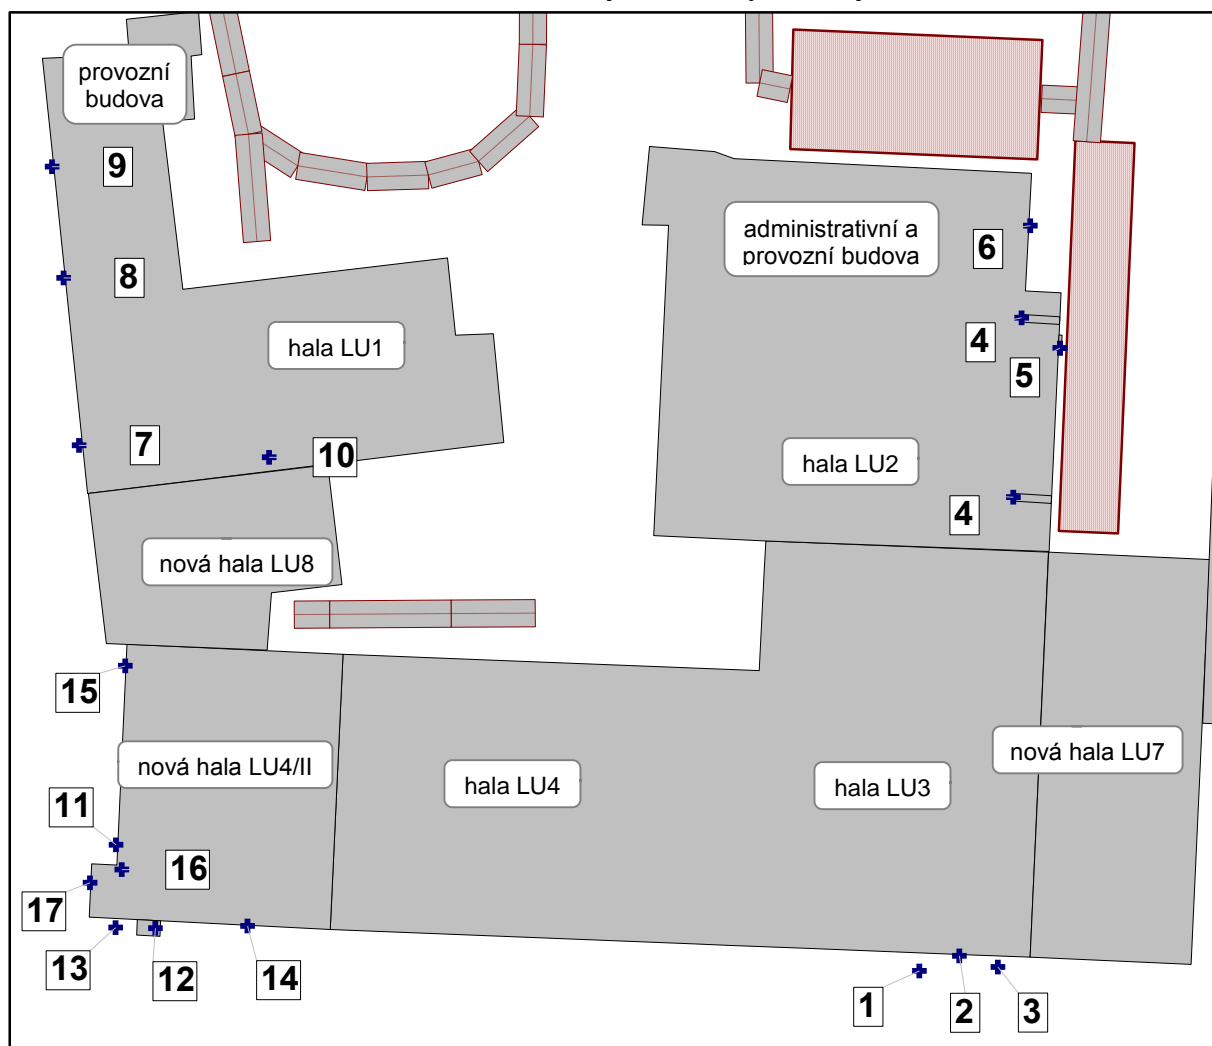 provozní
budova
9
8
7
10
hala LU1
administrativní a
provozní budova
6
4
5
hala LU2
4
nová hala LU8
15
nová hala LU4/II
hala LU4
hala LU3
nová hala LU7
11
16
17
13
12
14
1
2
3